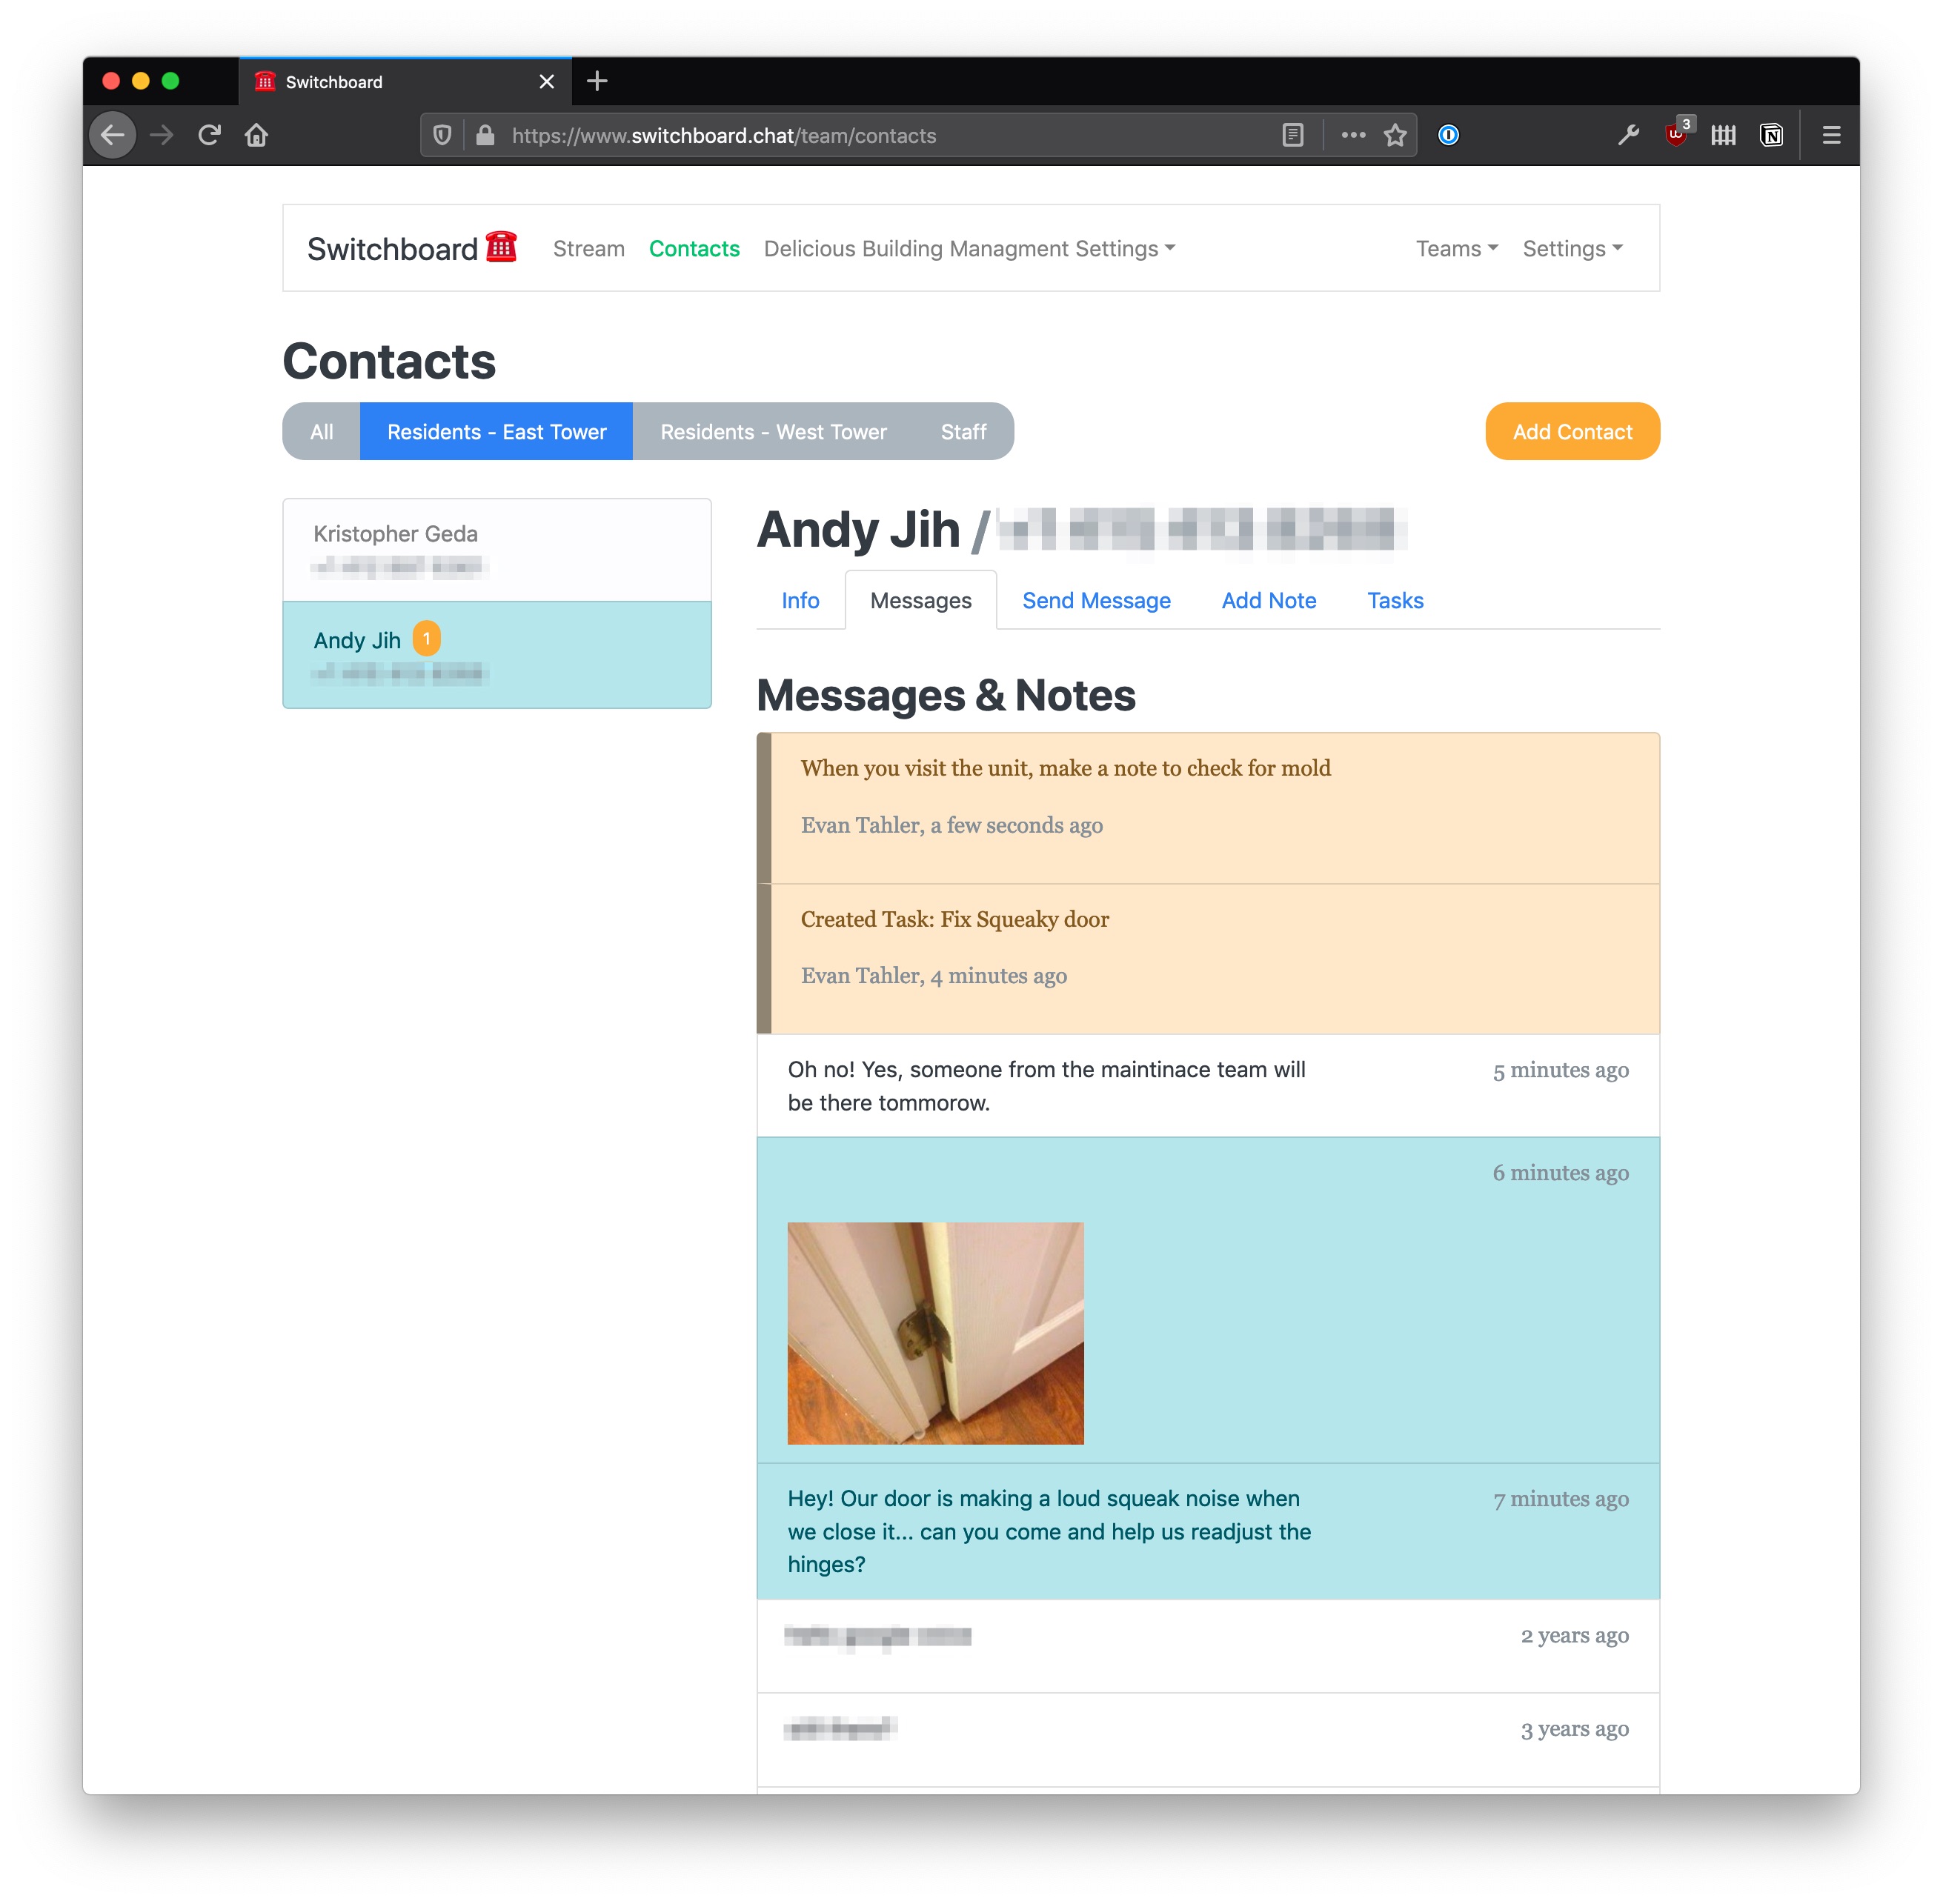 Switchboard
https://www.switchboard.chat/team/contacts
3
Switchboard
Stream
Contacts
Delicious Building Managment Settings
Teams
Settings
Contacts
All
Residents - East Tower
Residents - West Tower
Staff
Add Contact
Kristopher Geda
Andy Jih
1
Andy Jih /
Info
Messages
Send Message
Add Note
Tasks
Messages & Notes
When you visit the unit, make a note to check for mold
Evan Tahler, a few seconds ago
Created Task: Fix Squeaky door
Evan Tahler, 4 minutes ago
Oh no! Yes, someone from the maintinace team will
be there tommorow.
5 minutes ago
6 minutes ago
Hey! Our door is making a loud squeak noise when
we close it... can you come and help us readjust the
hinges?
7 minutes ago
2 years ago
3 years ago